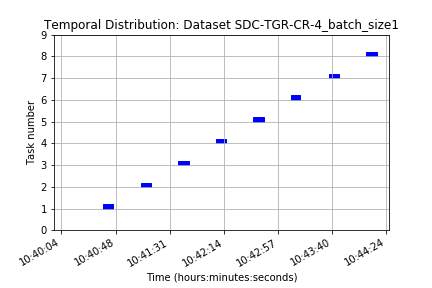 Temporal Distribution: Dataset SDC-TGR-CR-4_batch_size1
9
8
7
6
5
4
3
2
1
0
Task number
10:40:04 10:40:48 10:41:31 10:42:14 10:42:57 10:43:40 10:44:24
Time (hours:minutes:seconds)